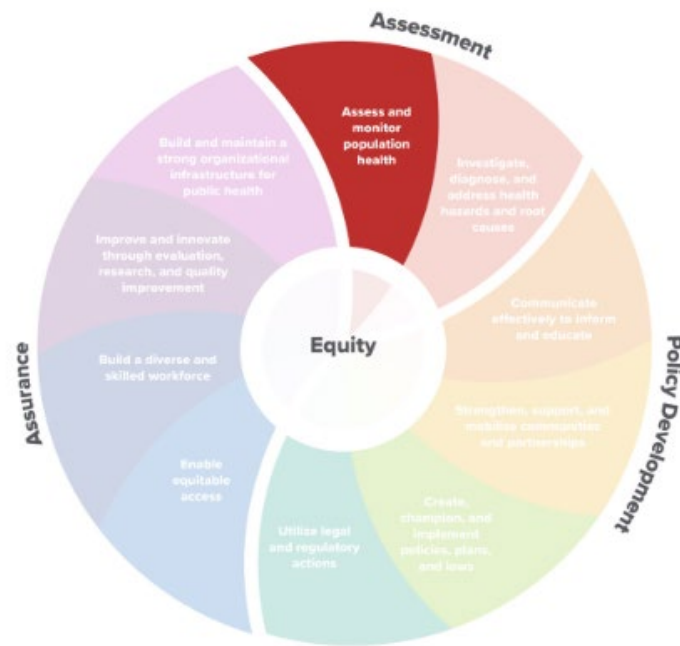 Assessment
Assess and
monitor
population
health
Investigate,
diagnose, and
address health
hazards and root
causes
Communicate
effectively to inform
and educate
Policy Development
Strengthen, support, and
mobilize communities
and partnerships
Create,
champion, and
implement
policies, plans,
and laws
Utilize legal
and regulatory
actions
Enable
equitable
access
Assurance
Build a diverse and
skilled workforce
Improve and innovate
through evaluation,
research, and quality
improvement
Build and maintain a
strong organizational
infrastructure for
public health
Equity